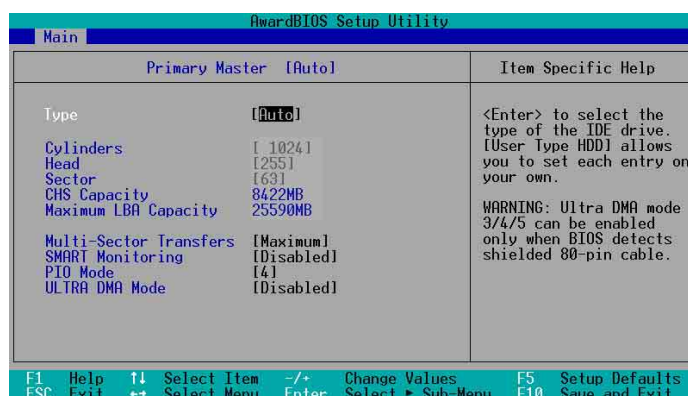 AwardBIOS Setup Utility
Main
Primary Master [Auto]
Item Specific Help
Type [Auto]
Cylinders [ 1024]
Head [255]
Sector [63]
CHS Capacity 8422MB
Maximum LBA Capacity 25590MB
Multi-Sector Transfers [Maximum]
SMART Monitoring [Disabled]
PIO Mode [4]
ULTRA DMA Mode [Disabled]
<Enter> to select the
type of the IDE drive.
[User Type HDD] allows
you to set each entry on
your own.
WARNING: Ultra DMA mode
3/4/5 can be enabled
only when BIOS detects
shielded 80-pin cable.
F1 Help ↑↓ Select Item -/+ Change Values F5 Setup Defaults
ESC Exit ←→ Select Menu Enter Select ▶ Sub-Menu F10 Save and Exit